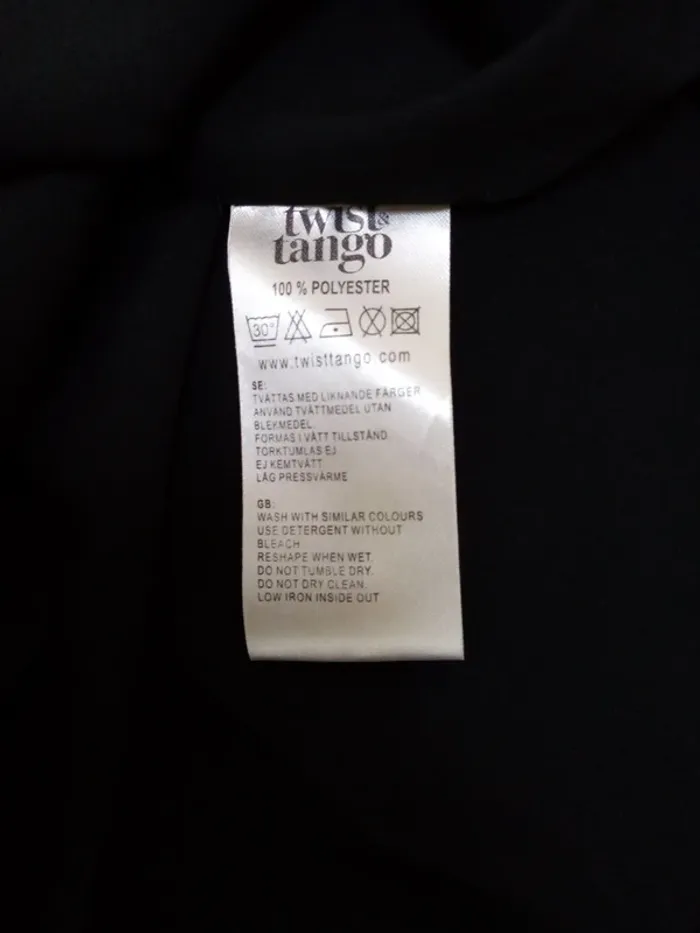 twist &
tango
100 % POLYESTER
30°
www.twisttango.com
SE:
TVÄTTAS MED LIKNANDE FÄRGER
ANVÄND TVÄTTMEDEL UTAN
BLEKMEDEL.
FORMAS I VÅTT TILLSTÅND.
TORKTUMLAS EJ
EJ KEMTVÄTT
LÅG PRESSVÄRME
GB:
WASH WITH SIMILAR COLOURS
USE DETERGENT WITHOUT
BLEACH
RESHAPE WHEN WET.
DO NOT TUMBLE DRY.
DO NOT DRY CLEAN.
LOW IRON INSIDE OUT